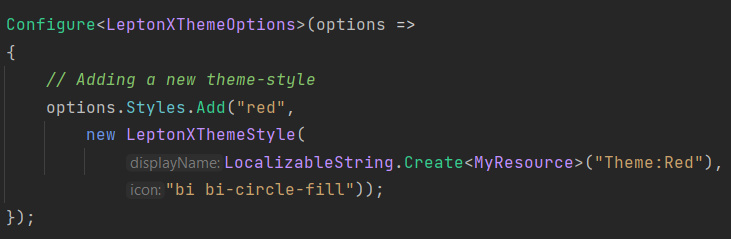 Configure<LeptonXThemeOptions>(options =>
{
    // Adding a new theme-style
    options.Styles.Add("red",
        new LeptonXThemeStyle(
            displayName: LocalizableString.Create<MyResource>("Theme:Red"),
            icon: "bi bi-circle-fill"));
});